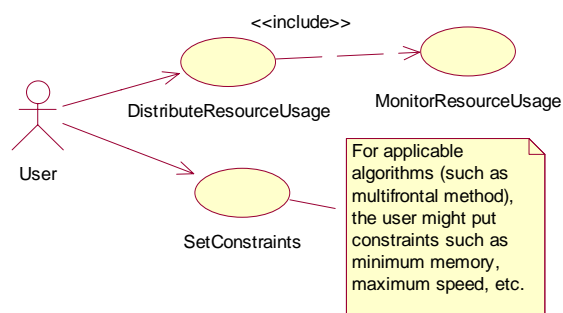 <<include>>
DistributeResourceUsage
MonitorResourceUsage
User
SetConstraints
For applicable
algorithms (such as
multifrontal method),
the user might put
constraints such as
minimum memory,
maximum speed, etc.